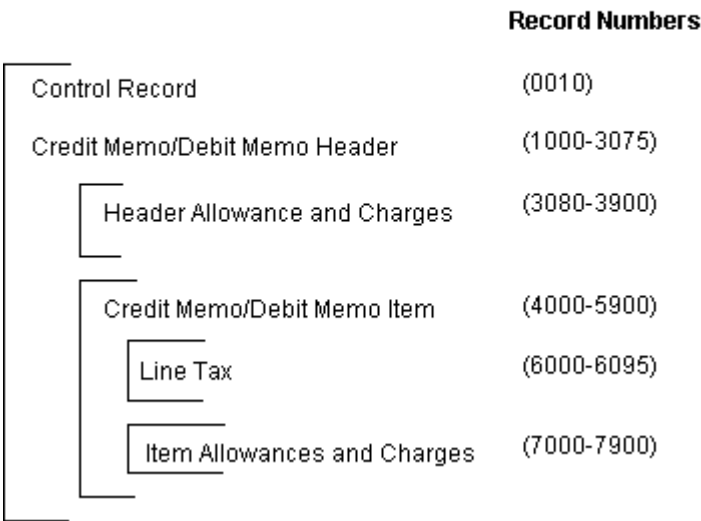 Record Numbers
Control Record (0010)
Credit Memo/Debit Memo Header (1000-3075)
Header Allowance and Charges (3080-3900)
Credit Memo/Debit Memo Item (4000-5900)
Line Tax (6000-6095)
Item Allowances and Charges (7000-7900)